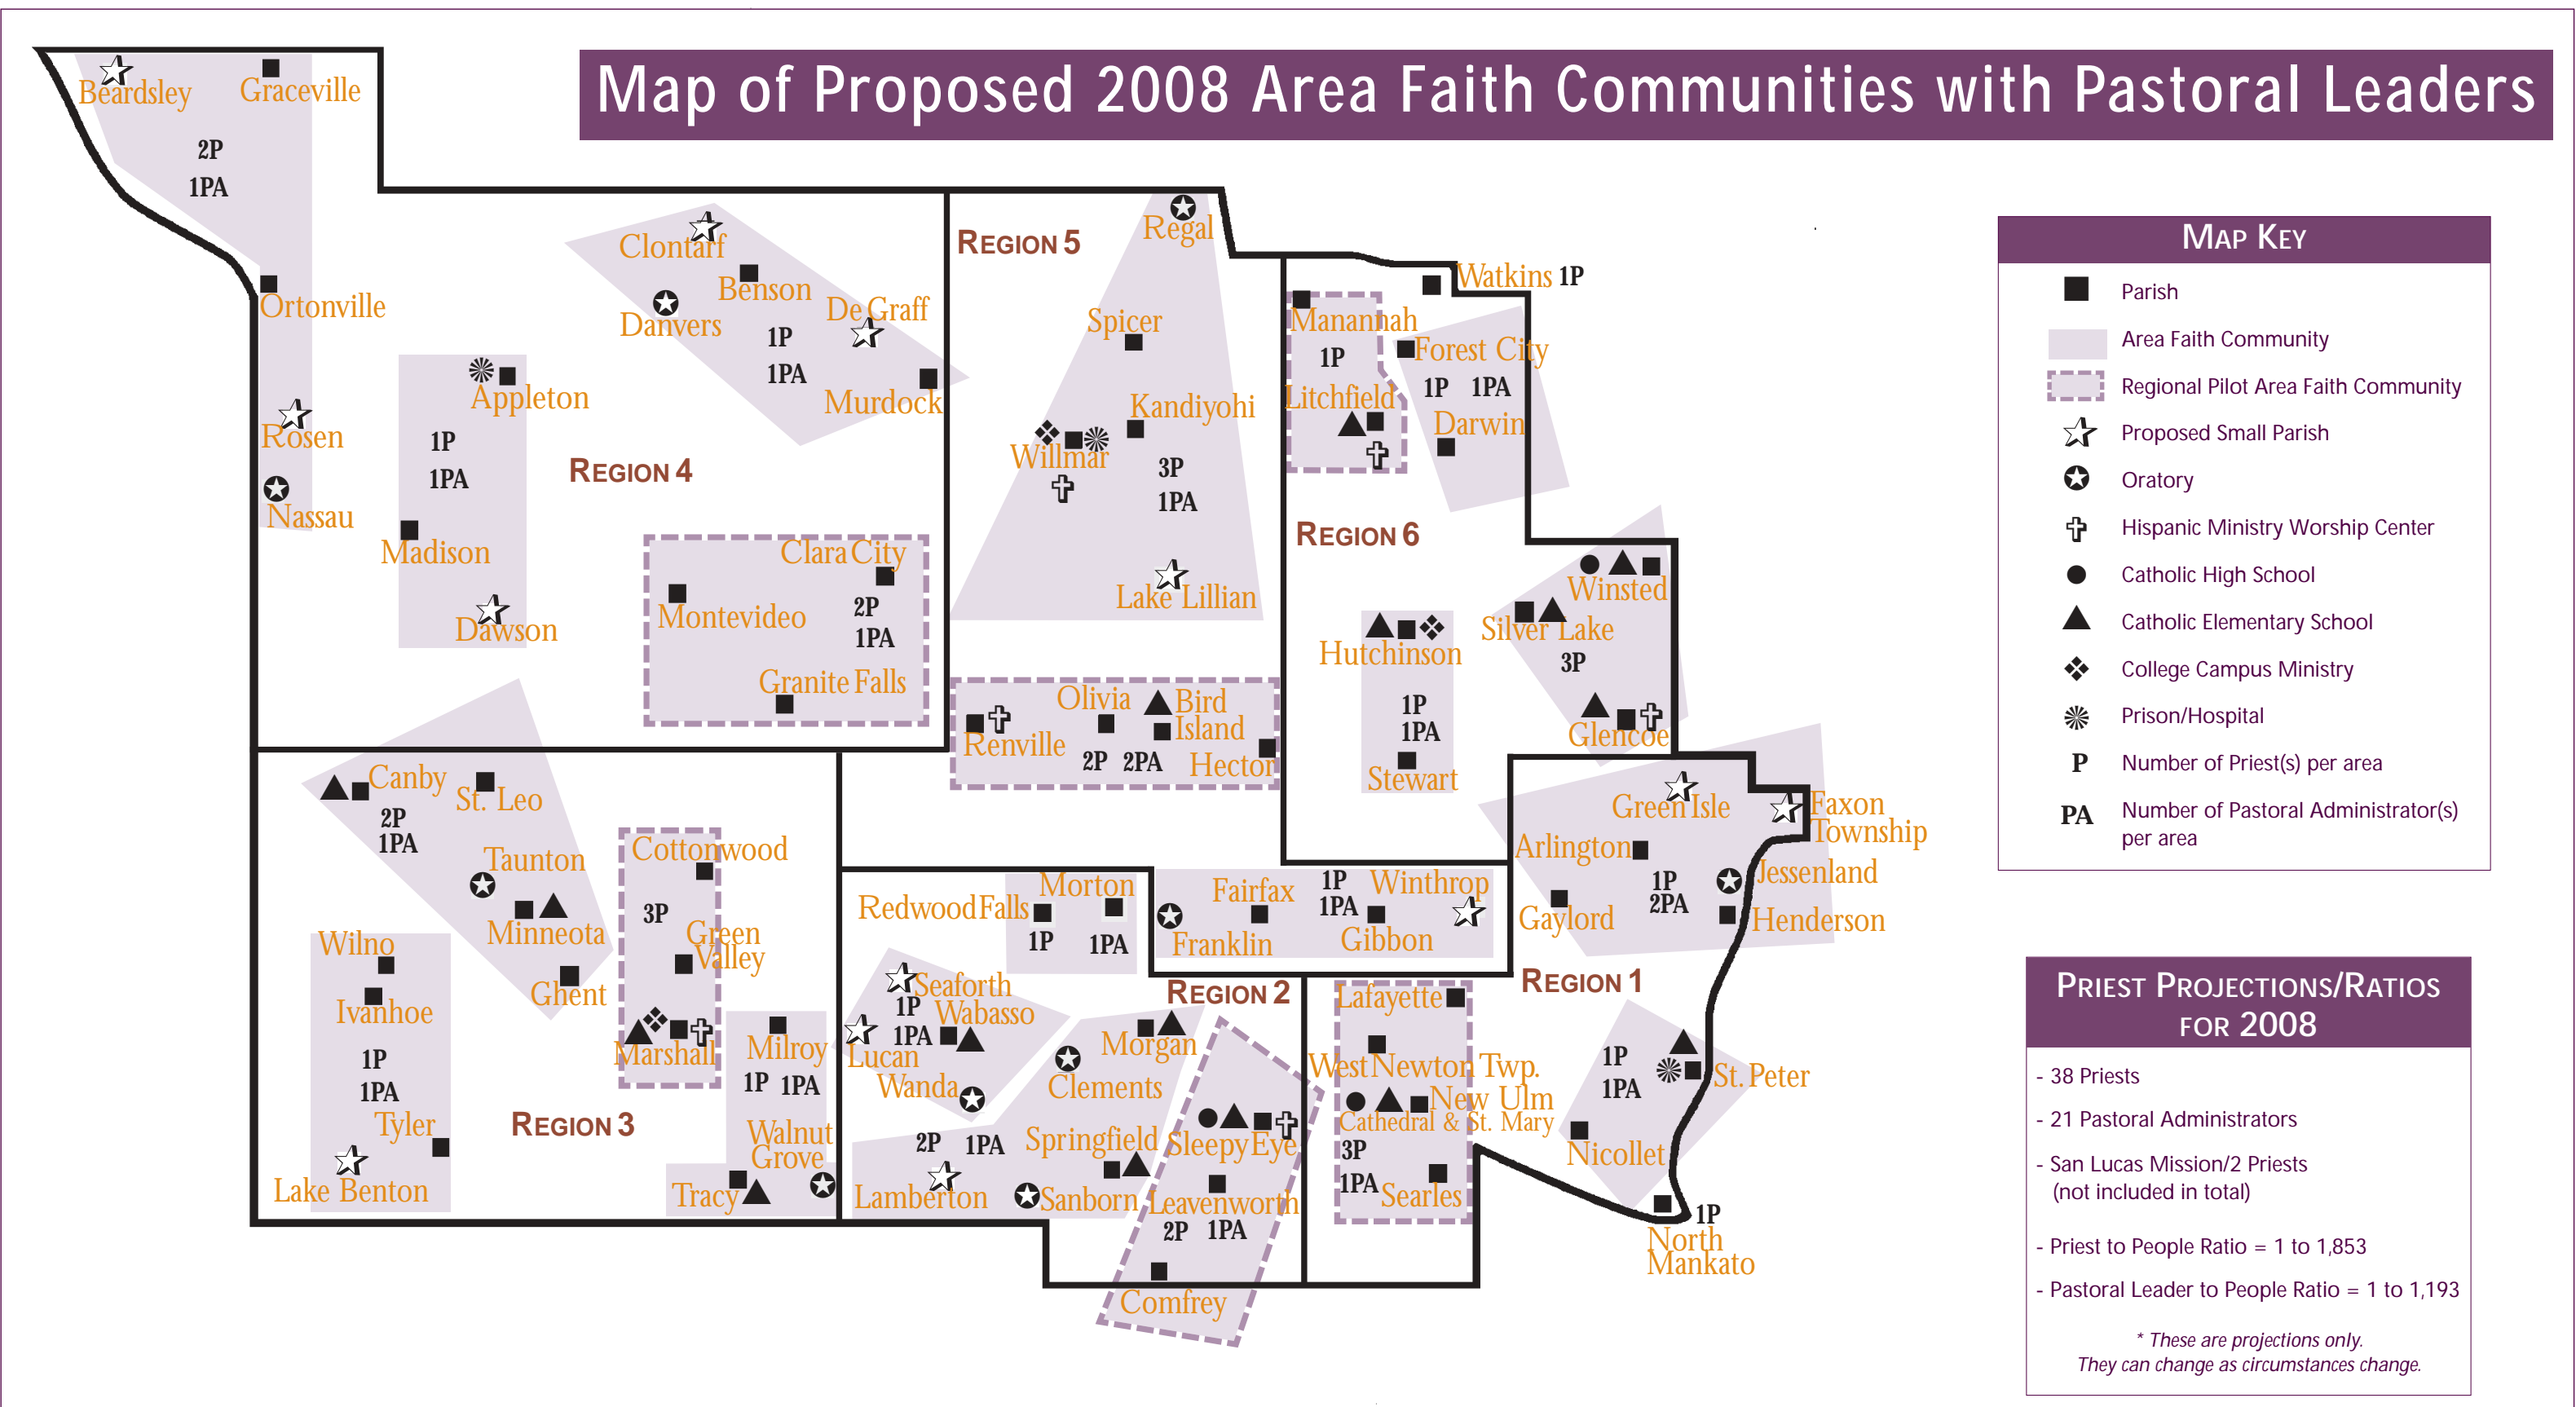 Map of Proposed 2008 Area Faith Communities with Pastoral Leaders
Beardsley
Graceville
2P
1PA
Ortonville
Rosen
Nassau
Appleton
1P
1PA
Madison
Dawson
REGION 4
Clontarf
Benson
Danvers
De Graff
1P
1PA
Murdock
Clara City
Montevideo
2P
1PA
Granite Falls
REGION 5
Regal
Spicer
Kandiyohi
Willmar
3P
1PA
Lake Lillian
Olivia
Bird
Island
Renville
2P 2PA
Hector
Watkins 1P
Manannah
1P
Forest City
1P 1PA
Litchfield
Darwin
REGION 6
Winsted
Silver Lake
3P
Glencoe
Hutchinson
1P
1PA
Stewart
Canby
St. Leo
2P
1PA
Taunton
Minneota
Ghent
Cottonwood
3P
Green
Valley
Marshall
Wilno
Ivanhoe
1P
1PA
Tyler
Lake Benton
REGION 3
Milroy
1P 1PA
Walnut
Grove
Tracy
Morton
Redwood Falls
1P 1PA
Fairfax
1P
1PA
Winthrop
Franklin
Gibbon
REGION 2
Seaforth
1P
Wabasso
1PA
Lucan
Wanda
Morgan
Clements
2P 1PA
Springfield
Lamberton
Sanborn
Sleepy Eye
Leavenworth
2P 1PA
Comfrey
Green Isle
Faxon
Township
Arlington
1P
2PA
Jessenland
Gaylord
Henderson
REGION 1
Lafayette
West Newton Twp.
New Ulm
Cathedral & St. Mary
3P
1PA
Searles
1P
1PA
St. Peter
Nicollet
1P
North
Mankato
MAP KEY
Parish
Area Faith Community
Regional Pilot Area Faith Community
Proposed Small Parish
Oratory
Hispanic Ministry Worship Center
Catholic High School
Catholic Elementary School
College Campus Ministry
Prison/Hospital
P Number of Priest(s) per area
PA Number of Pastoral Administrator(s)
per area
PRIEST PROJECTIONS/RATIOS
FOR 2008
- 38 Priests
- 21 Pastoral Administrators
- San Lucas Mission/2 Priests
(not included in total)
- Priest to People Ratio = 1 to 1,853
- Pastoral Leader to People Ratio = 1 to 1,193
* These are projections only.
They can change as circumstances change.